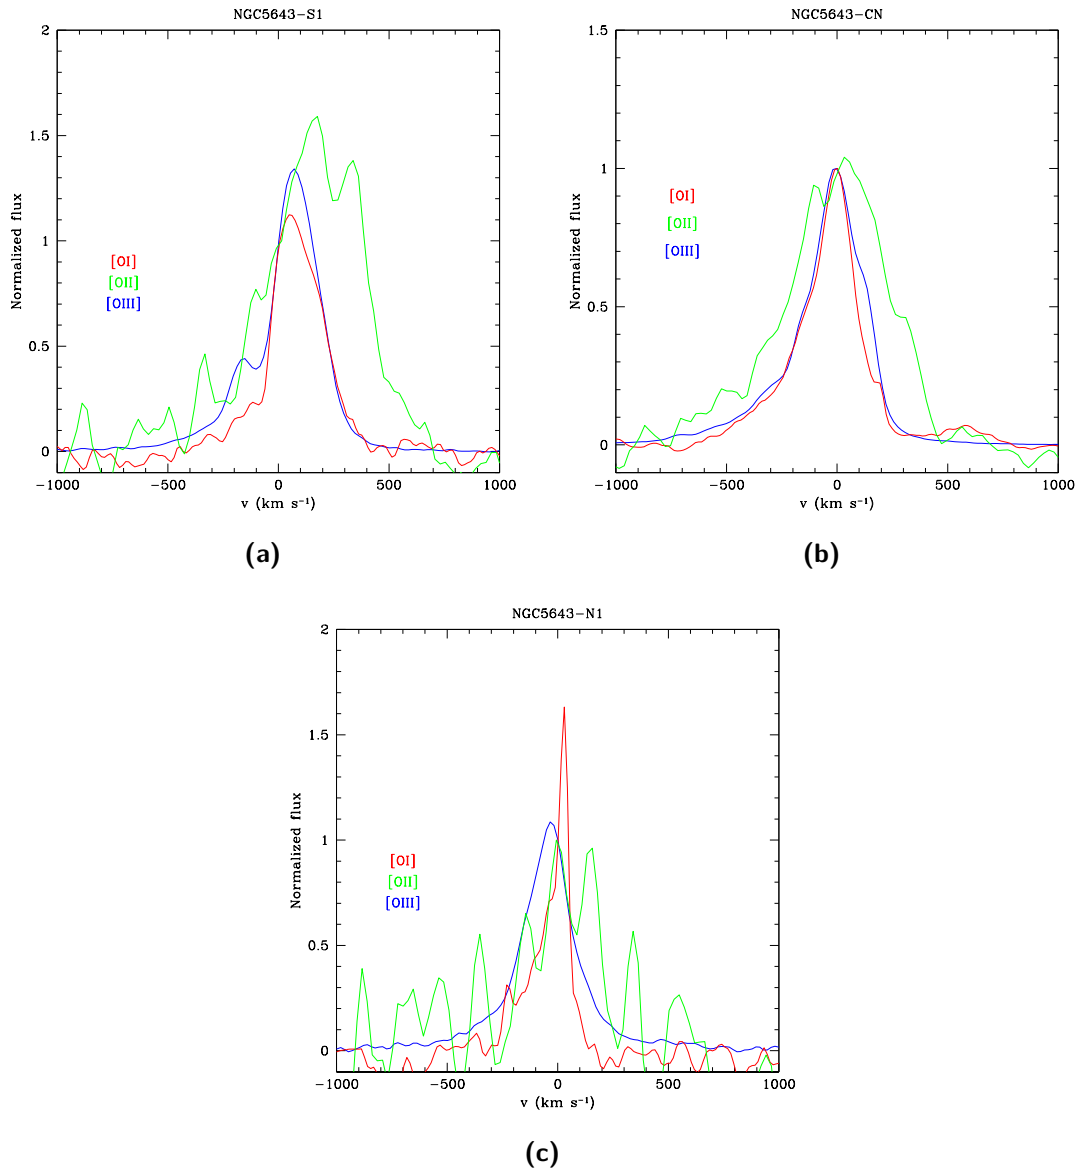 NGC5643-S1
2
1.5
1
0.5
0
Normalized flux
[OI]
[OII]
[OIII]
-1000
-500
0
500
1000
v (km s⁻¹)
(a)
NGC5643-CN
1.5
1
0.5
0
Normalized flux
[OI]
[OII]
[OIII]
-1000
-500
0
500
1000
v (km s⁻¹)
(b)
NGC5643-N1
2
1.5
1
0.5
0
Normalized flux
[OI]
[OII]
[OIII]
-1000
-500
0
500
1000
v (km s⁻¹)
(c)